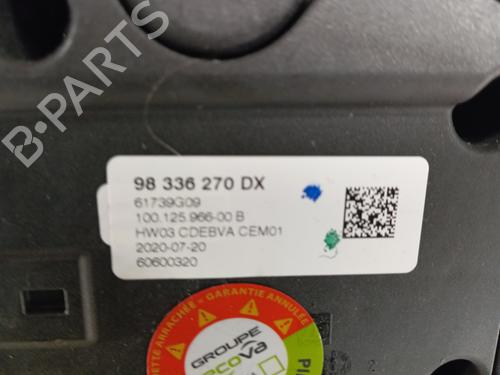 B-PARTS
98 336 270 DX
61739G09
100.125.966-00 B
HW03 CDEBVA CEM01
2020-07-20
60600320
ARRACHÉE - GARANTIE ANNULÉE
GROUPE